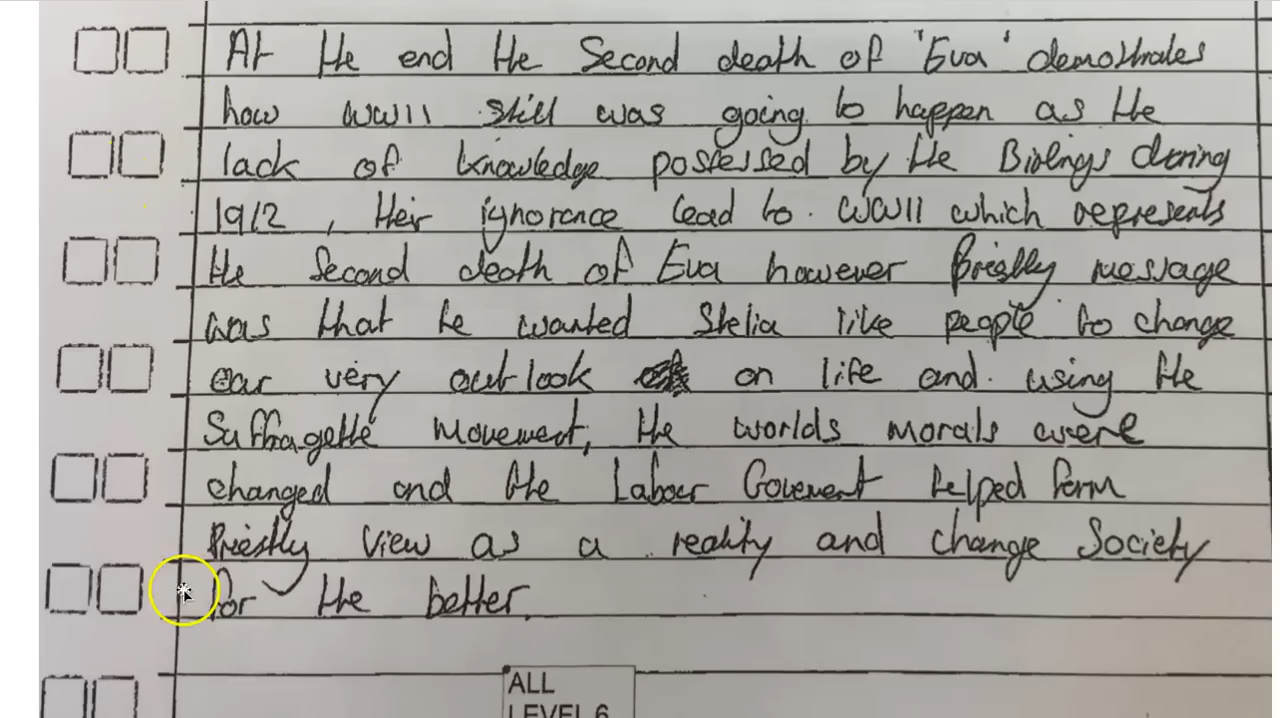 At the end the Second death of 'Eva' demostrates
how WWII still was going to happen as the
lack of knowledge possessed by the Birlings during
1912, their ignorance lead to WWII which represents
the Second death of Eva however Priestly message
was that he wanted Shelia like people to change
our very outlook on life and using the
Suffragette Movement, the worlds morals were
changed and the Labour Goverent helped form
Priestly view as a reality and change Society
for the better.
ALL
LEVEL 6